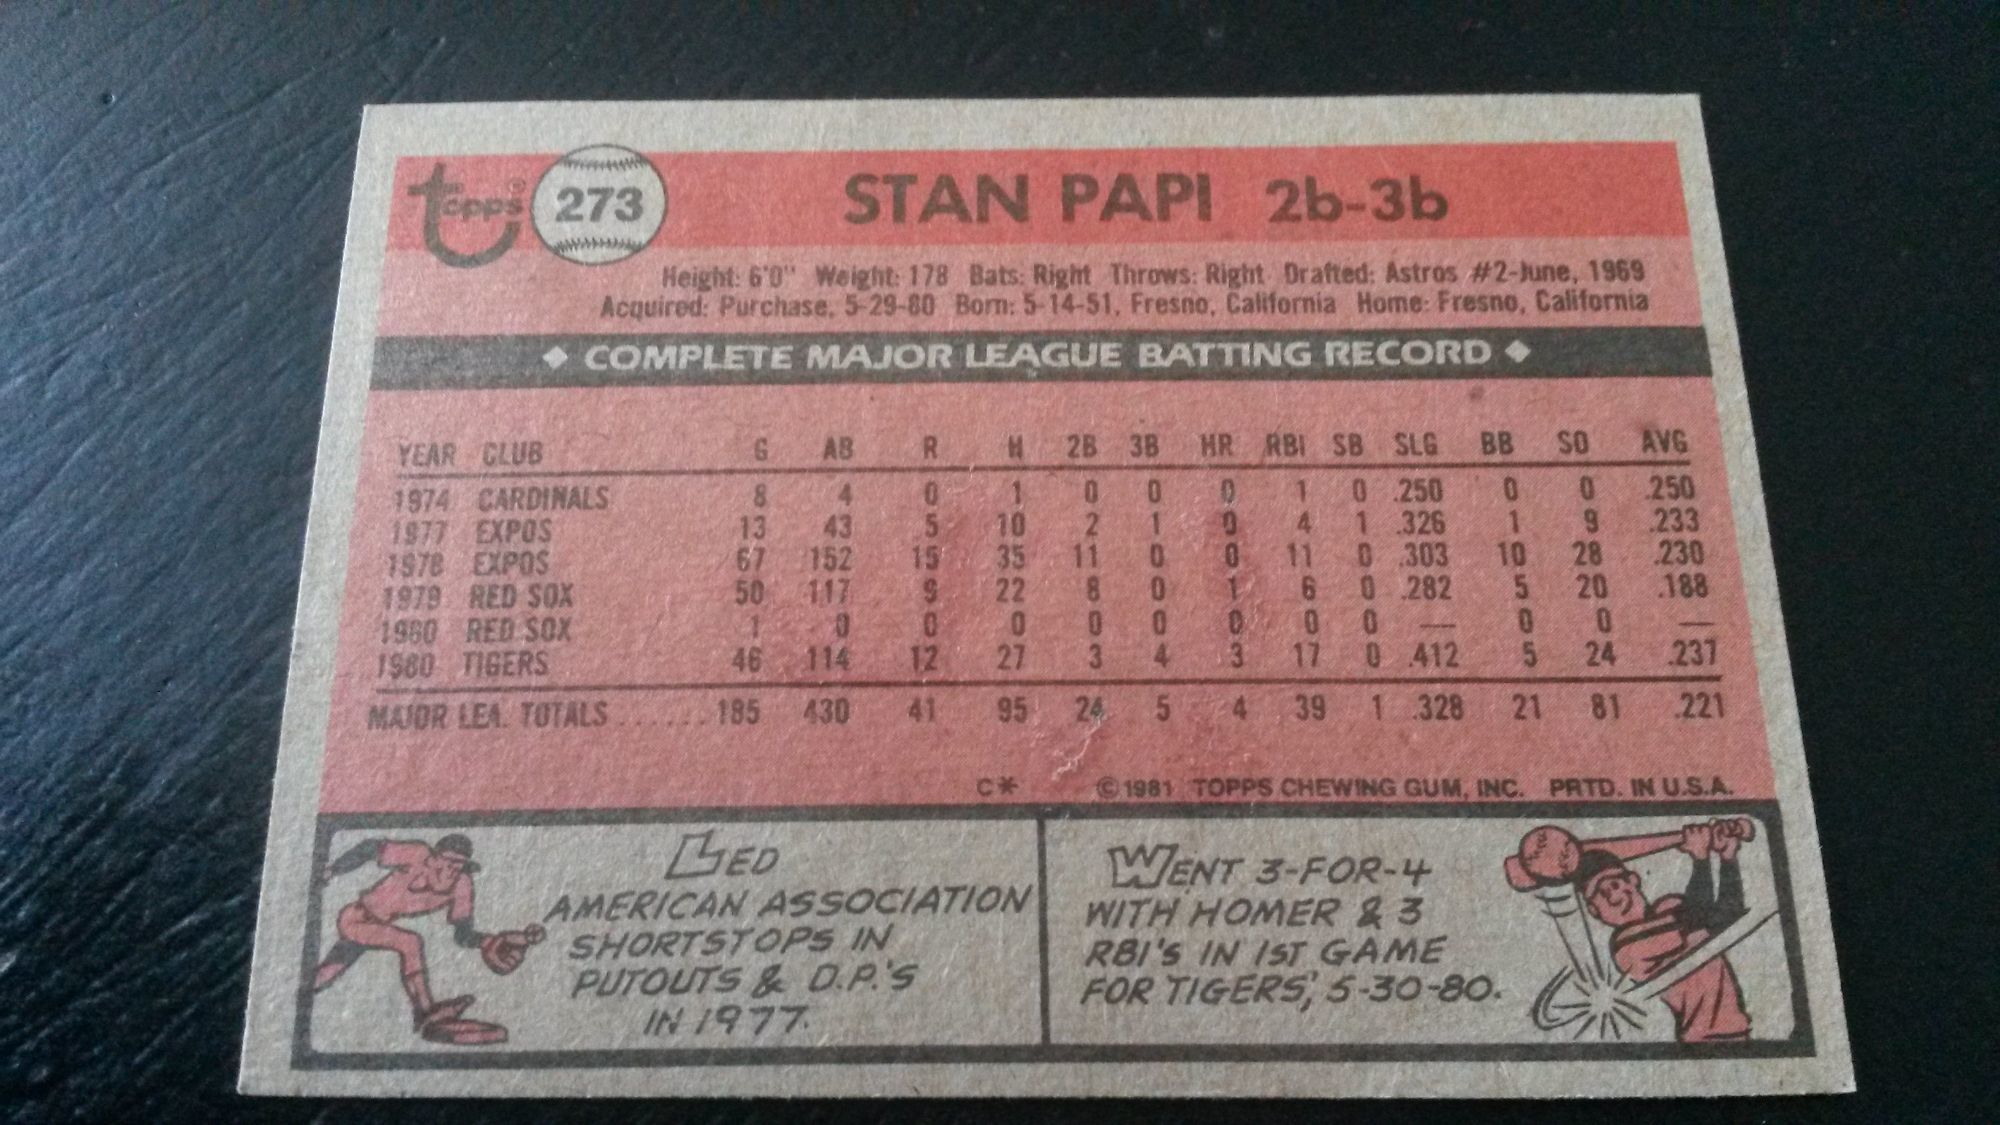 topps® 273 STAN PAPI 2b-3b
Height: 6'0" Weight: 178 Bats: Right Throws: Right Drafted: Astros #2-June, 1969
Acquired: Purchase, 5-29-80 Born: 5-14-51, Fresno, California Home: Fresno, California
◆ COMPLETE MAJOR LEAGUE BATTING RECORD ◆
YEAR CLUB G AB R H 2B 3B HR RBI SB SLG BB SO AVG
1974 CARDINALS 8 4 0 1 0 0 0 1 0 .250 0 0 .250
1977 EXPOS 13 43 5 10 2 1 0 4 1 .326 1 9 .233
1978 EXPOS 67 152 15 35 11 0 0 11 0 .303 10 28 .230
1979 RED SOX 50 117 9 22 8 0 1 6 0 .282 5 20 .188
1980 RED SOX 1 0 0 0 0 0 0 0 0 — 0 0 —
1980 TIGERS 46 114 12 27 3 4 3 17 0 .412 5 24 .237
MAJOR LEA. TOTALS ...... 185 430 41 95 24 5 4 39 1 .328 21 81 .221
C* ©1981 TOPPS CHEWING GUM, INC. PRTD. IN U.S.A.
LED
AMERICAN ASSOCIATION
SHORTSTOPS IN
PUTOUTS & D.P.'S
IN 1977.
WENT 3-FOR-4
WITH HOMER & 3
RBI'S IN 1ST GAME
FOR TIGERS, 5-30-80.